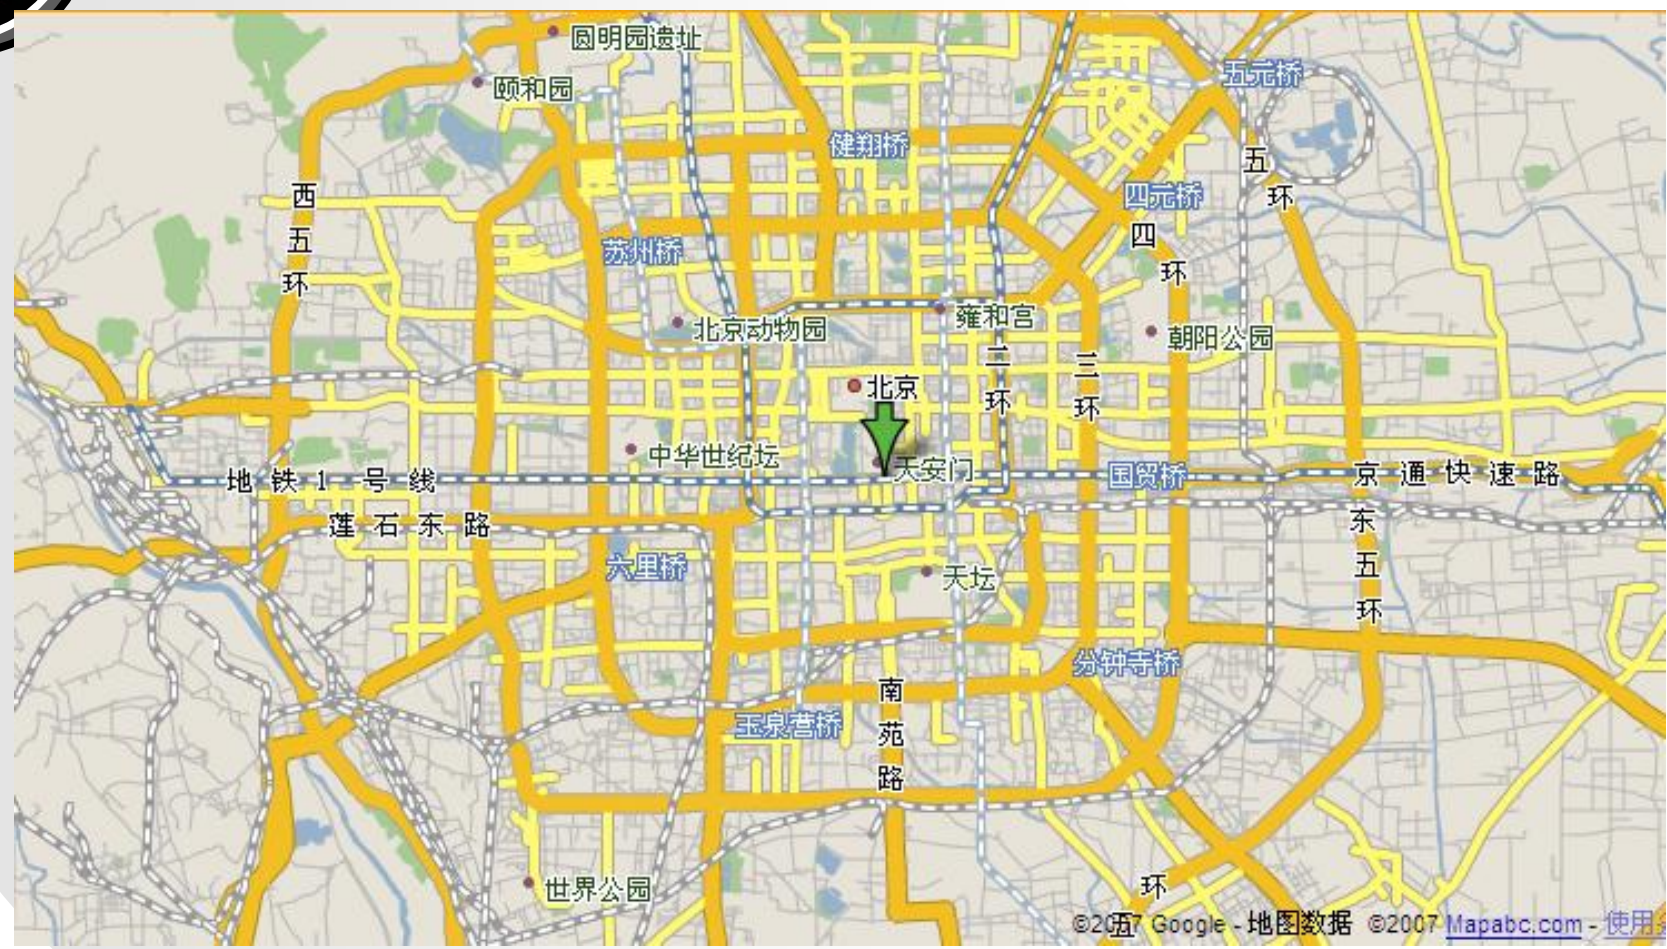 圆明园遗址
颐和园
五元桥
健翔桥
五环
西五环
四元桥
四环
苏州桥
雍和宫
北京动物园
朝阳公园
二环
三环
北京
中华世纪坛
天安门
地铁1号线
国贸桥
京通快速路
莲石东路
东五环
六里桥
天坛
分钟寺桥
南苑路
玉泉营桥
世界公园
环
五
©2007 Google - 地图数据 ©2007 Mapabc.com - 使用